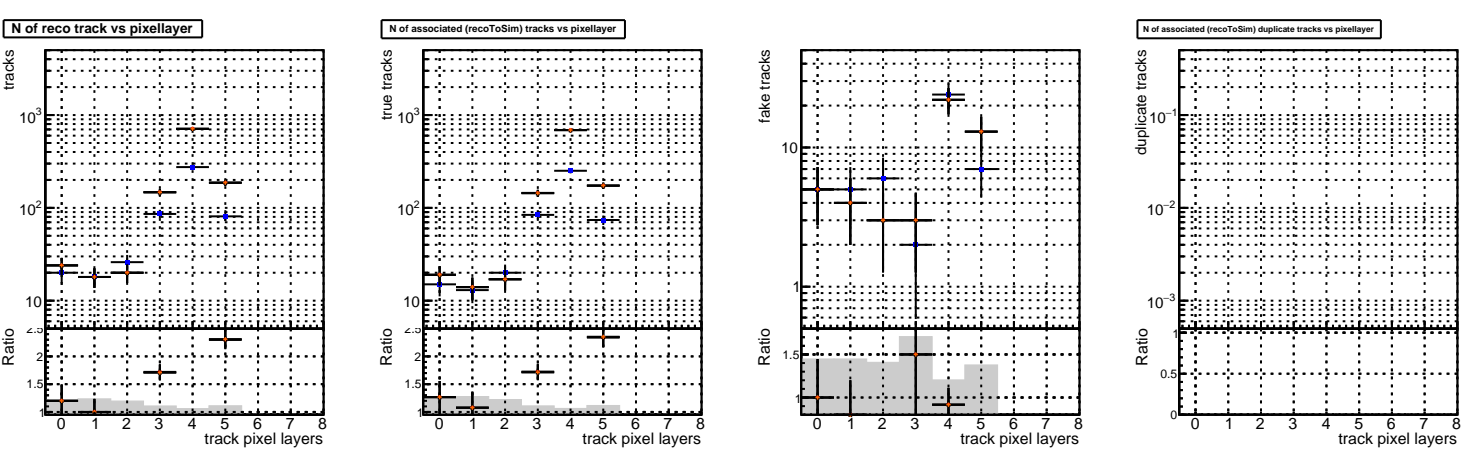 N of reco track vs pixellayer
tracks
10³
10²
10
Ratio
2.5
2
1.5
1
0 1 2 3 4 5 6 7 8
track pixel layers
N of associated (recoToSim) tracks vs pixellayer
true tracks
10³
10²
10
Ratio
2.5
2
1.5
1
0 1 2 3 4 5 6 7 8
track pixel layers
fake tracks
10
1
Ratio
1.5
1
0 1 2 3 4 5 6 7 8
track pixel layers
N of associated (recoToSim) duplicate tracks vs pixellayer
duplicate tracks
10⁻¹
10⁻²
10⁻³
Ratio
1
0.5
0
0 1 2 3 4 5 6 7 8
track pixel layers